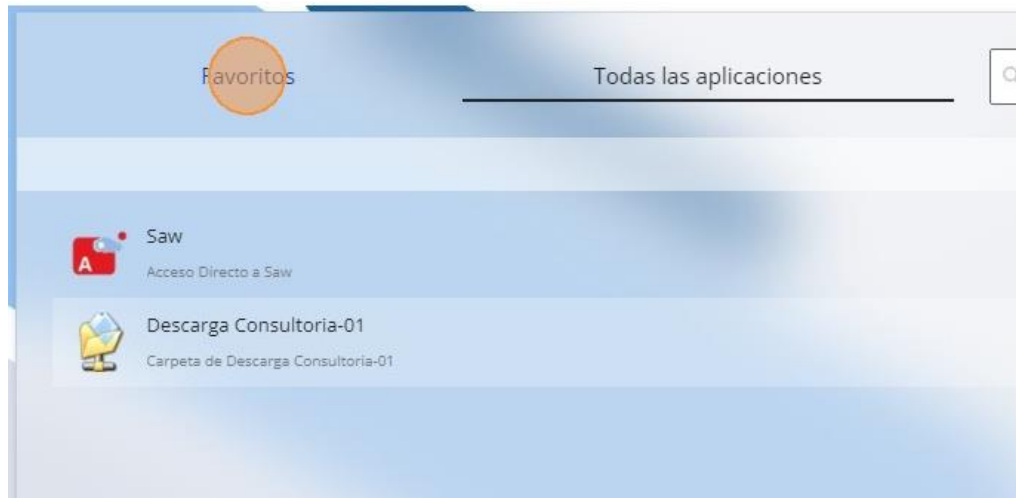 Favoritos
Todas las aplicaciones
Saw
A
Acceso Directo a Saw
Descarga Consultoria-01
Carpeta de Descarga Consultoria-01